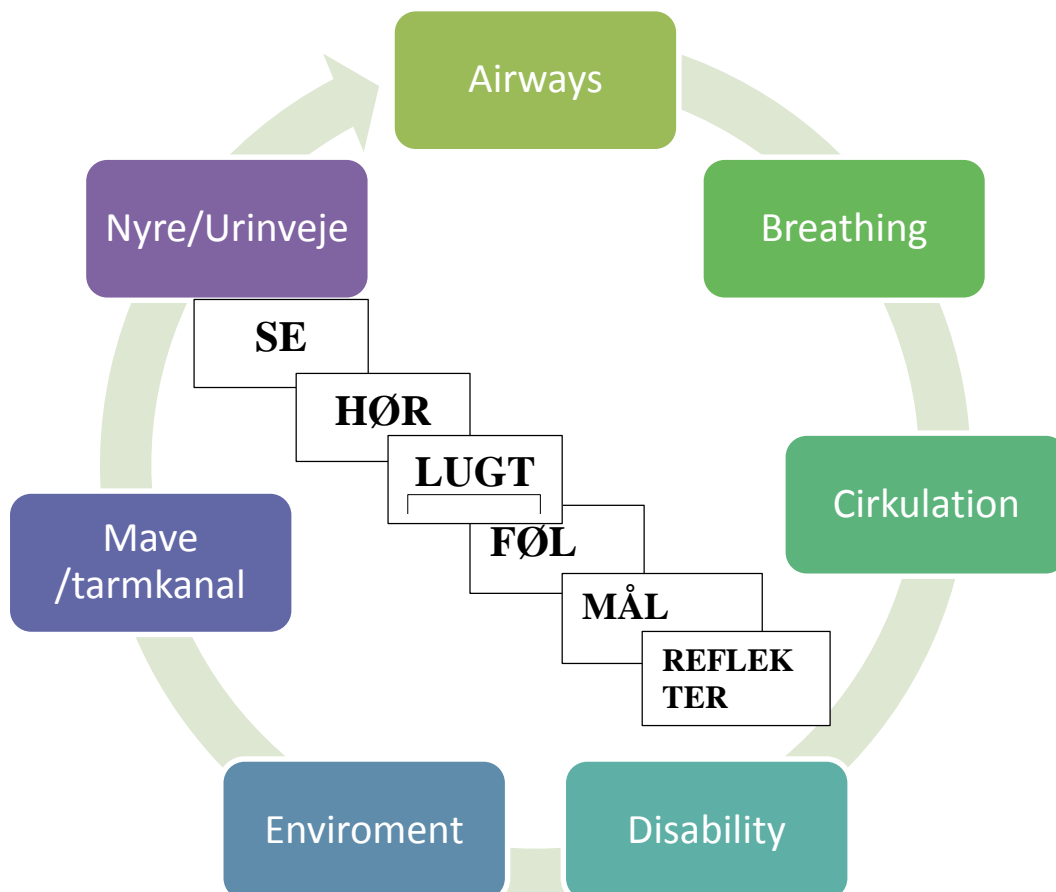 Airways
Breathing
Cirkulation
Disability
Enviroment
Mave
/tarmkanal
Nyre/Urinveje
SE
HØR
LUGT
FØL
MÅL
REFLEK
TER